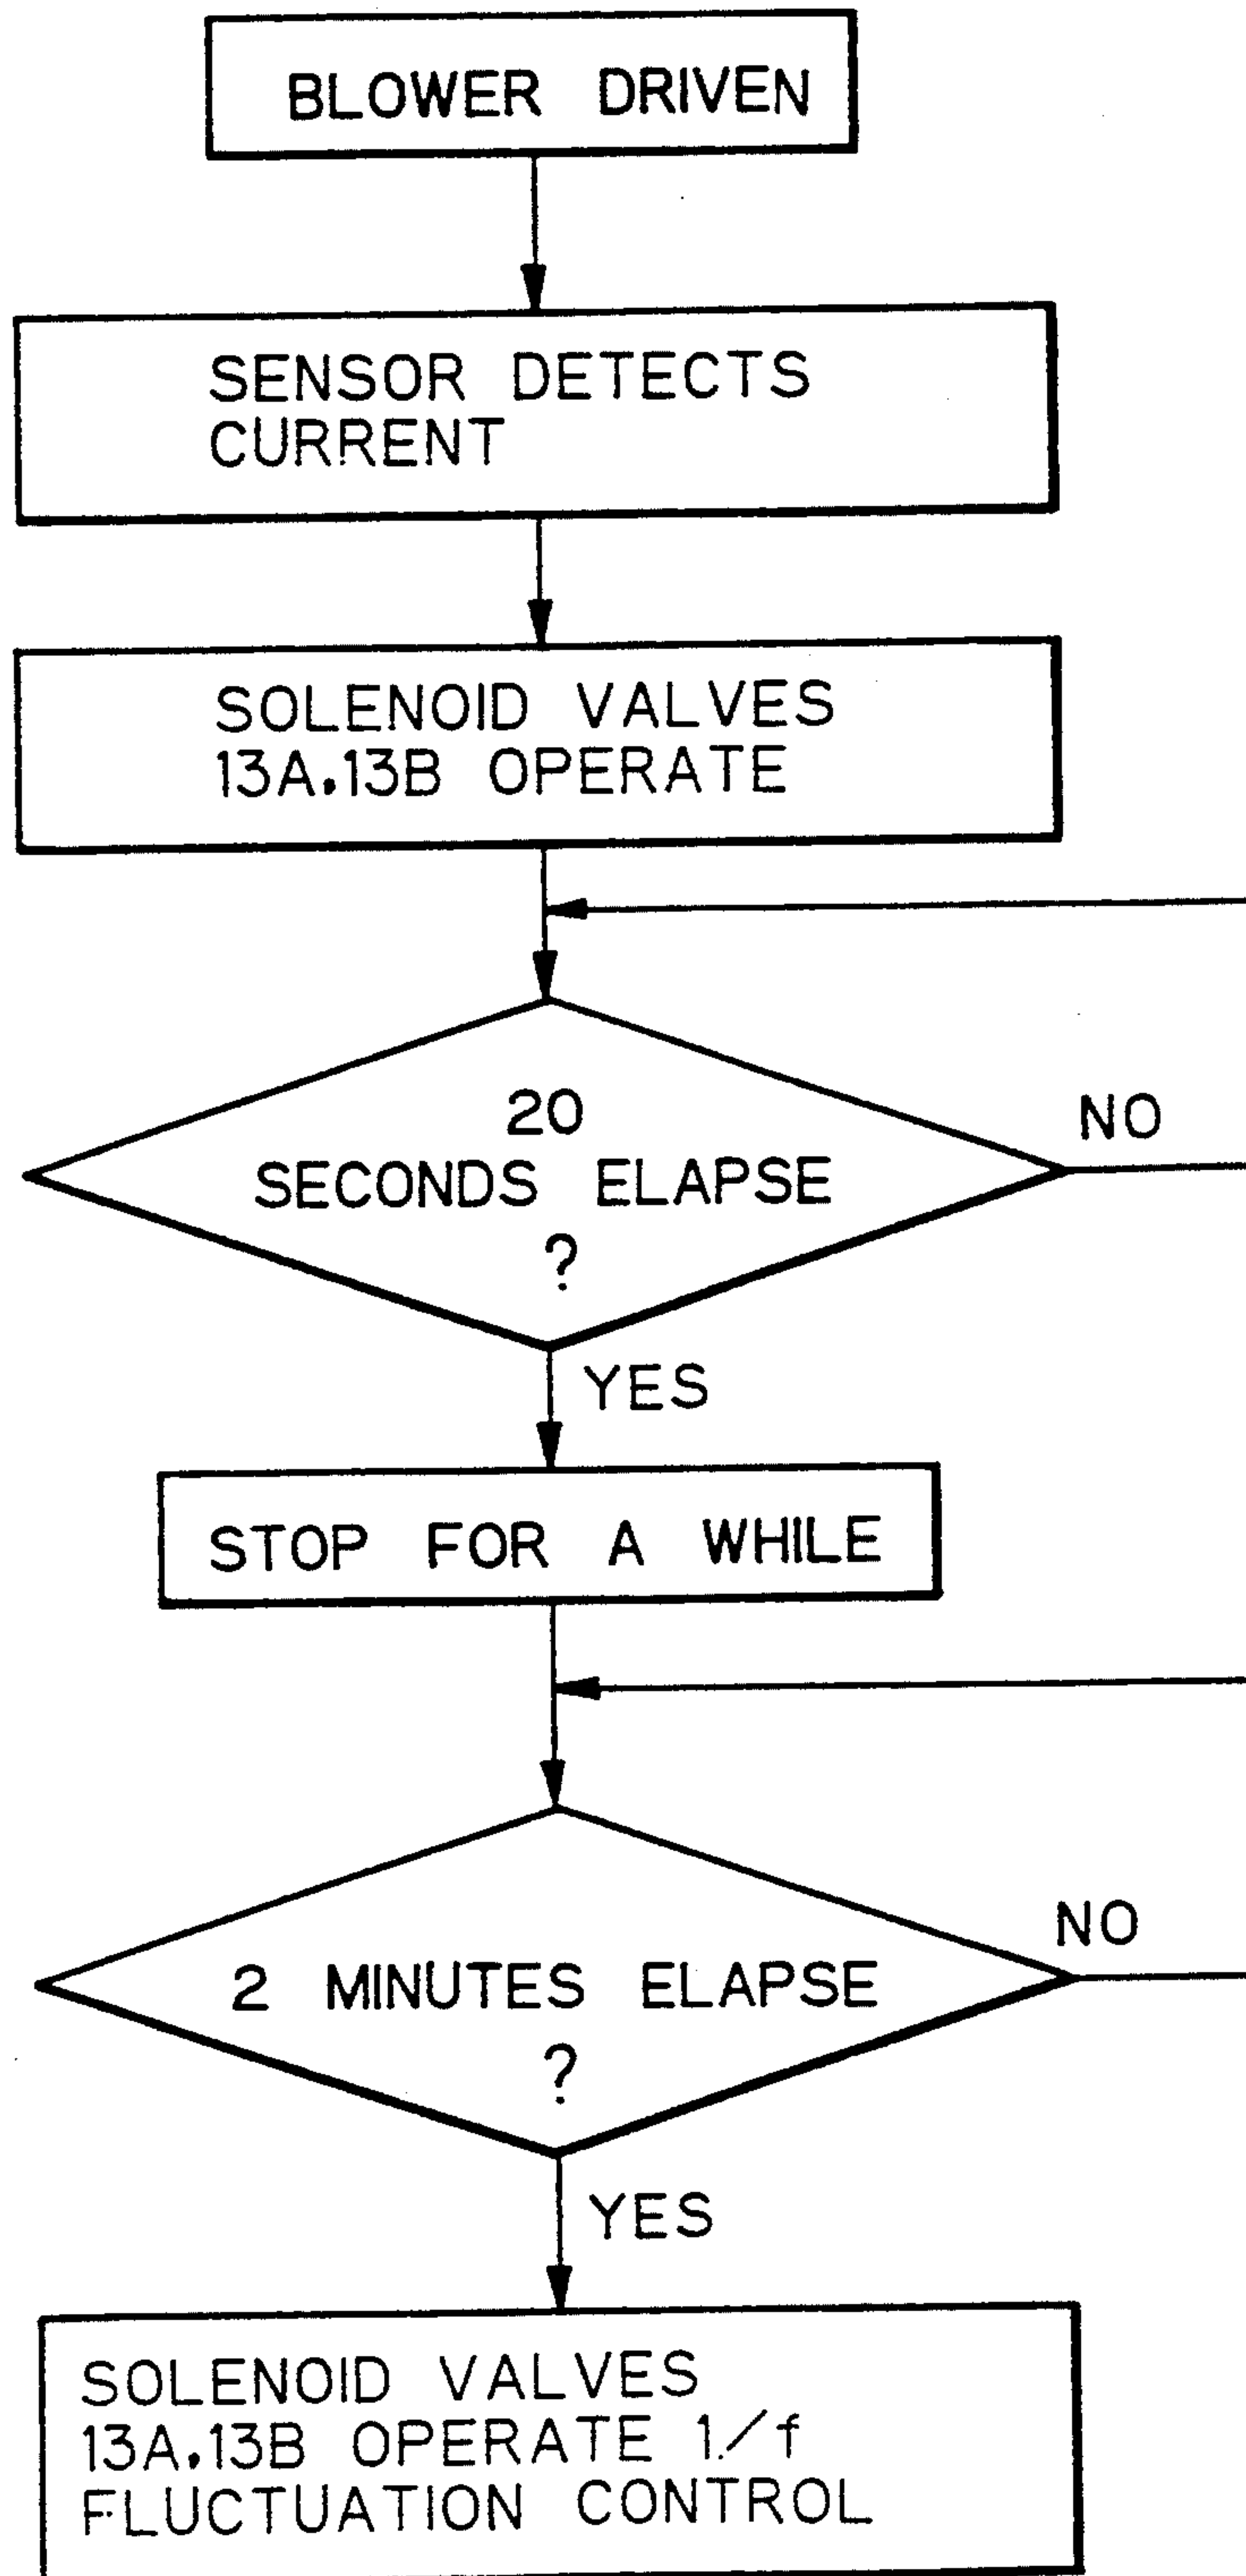 BLOWER DRIVEN
SENSOR DETECTS
CURRENT
SOLENOID VALVES
13A.13B OPERATE
20
SECONDS ELAPSE
?
NO
YES
STOP FOR A WHILE
2 MINUTES ELAPSE
?
NO
YES
SOLENOID VALVES
13A.13B OPERATE 1/f
FLUCTUATION CONTROL